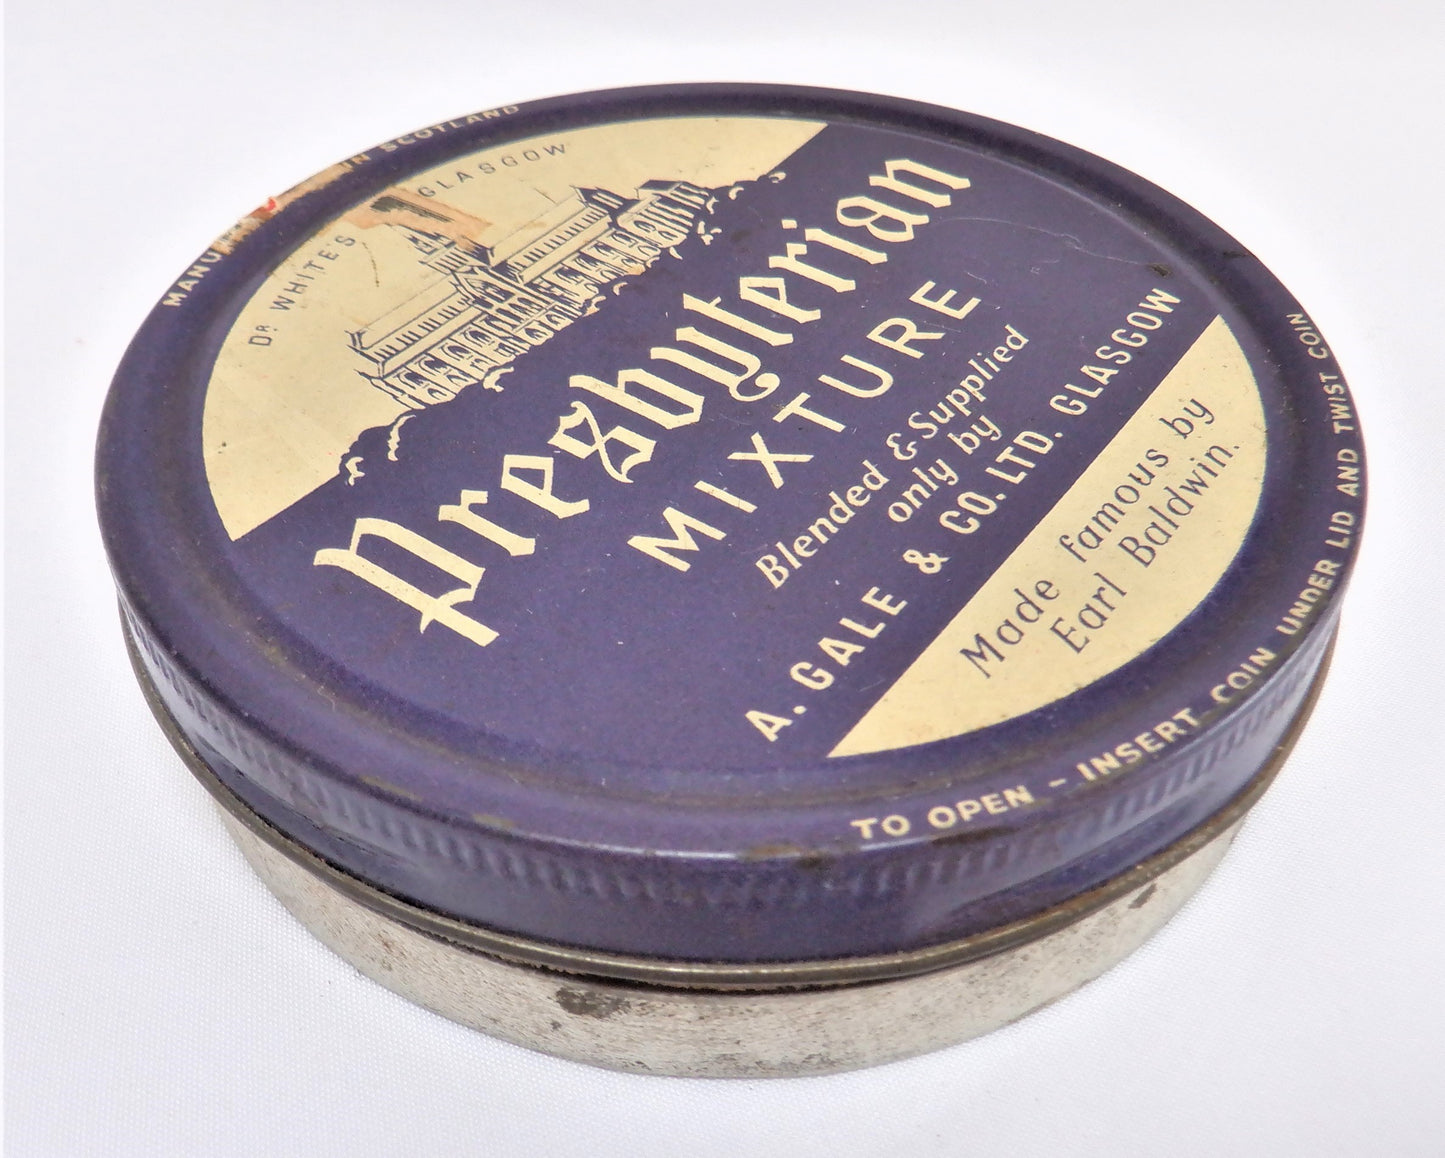 IN SCOTLAND
DR WHITE'S GLASGOW
Presbyterian
MIXTURE
Blended & Supplied
only by
A. GALE & CO. LTD. GLASGOW
Made famous by
Earl Baldwin.
TO OPEN - INSERT COIN UNDER LID AND TWIST COIN